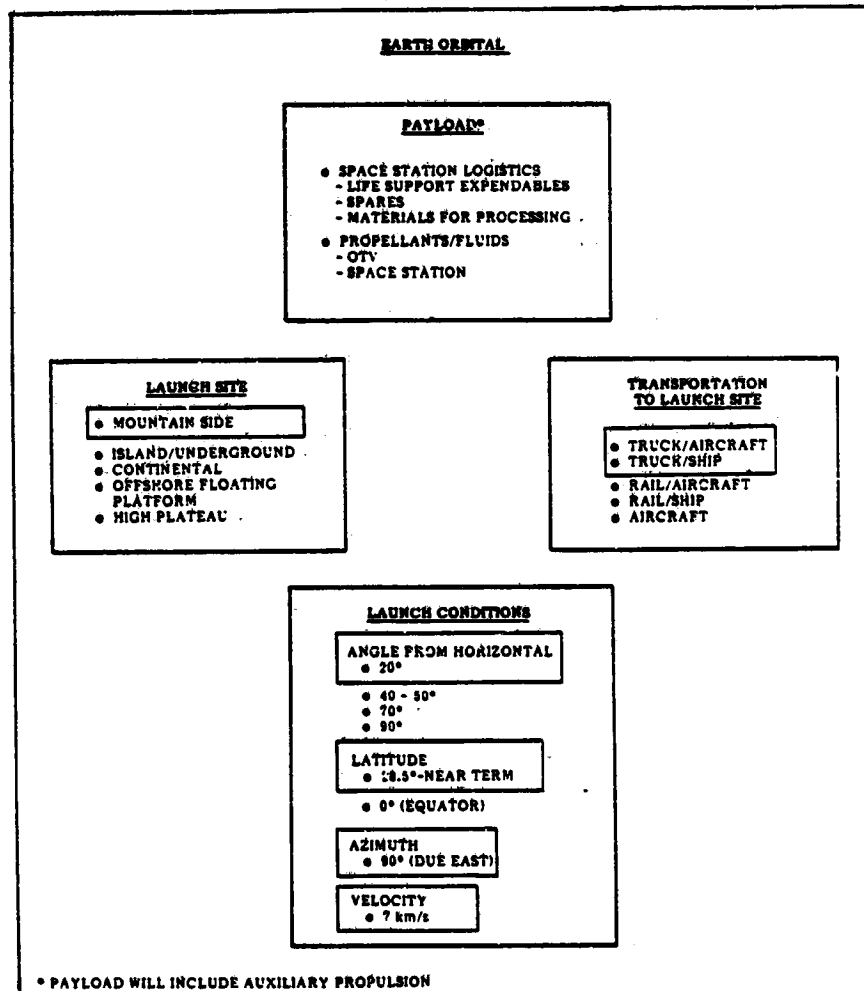 EARTH ORBITAL
PAYLOAD*
● SPACE STATION LOGISTICS
- LIFE SUPPORT EXPENDABLES
- SPARES
- MATERIALS FOR PROCESSING
● PROPELLANTS/FLUIDS
- OTV
- SPACE STATION
LAUNCH SITE
● MOUNTAIN SIDE
● ISLAND/UNDERGROUND
● CONTINENTAL
● OFFSHORE FLOATING
PLATFORM
● HIGH PLATEAU
TRANSPORTATION
TO LAUNCH SITE
● TRUCK/AIRCRAFT
● TRUCK/SHIP
● RAIL/AIRCRAFT
● RAIL/SHIP
● AIRCRAFT
LAUNCH CONDITIONS
ANGLE FROM HORIZONTAL
● 20°
● 40 - 50°
● 70°
● 90°
LATITUDE
● 28.5°-NEAR TERM
● 0° (EQUATOR)
AZIMUTH
● 90° (DUE EAST)
VELOCITY
● km/s
* PAYLOAD WILL INCLUDE AUXILIARY PROPULSION